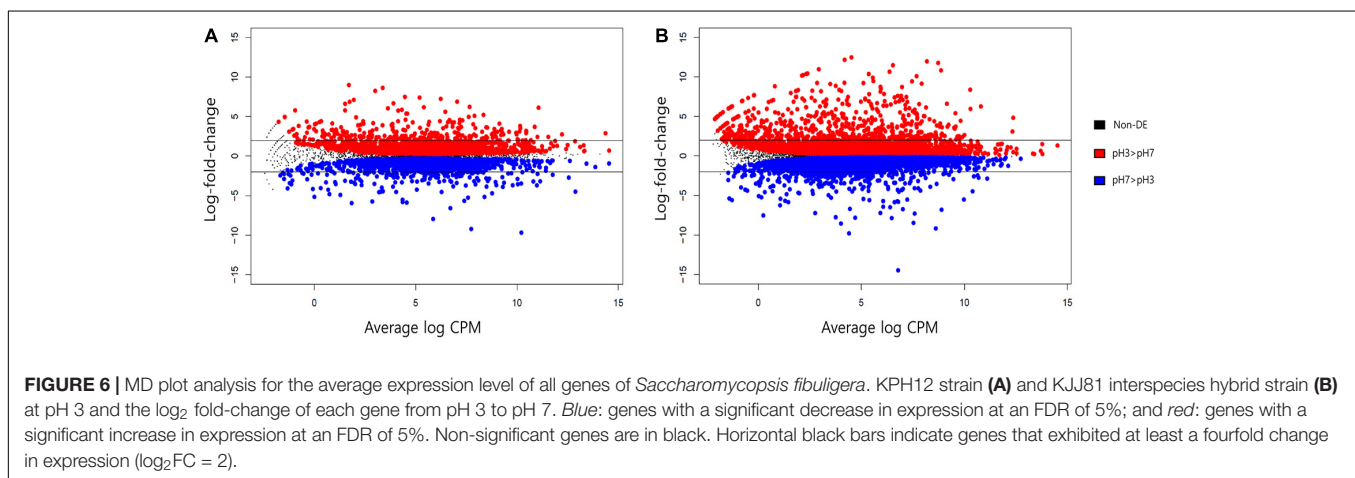 A
B
15
10
5
0
−5
−10
−15
Log-fold-change
0
5
10
15
Average log CPM
15
10
5
0
−5
−10
−15
Log-fold-change
0
5
10
15
Average log CPM
Non-DE
pH3>pH7
pH7>pH3
FIGURE 6 | MD plot analysis for the average expression level of all genes of Saccharomycopsis fibuligera. KPH12 strain (A) and KJJ81 interspecies hybrid strain (B)
at pH 3 and the log₂ fold-change of each gene from pH 3 to pH 7. Blue: genes with a significant decrease in expression at an FDR of 5%; and red: genes with a
significant increase in expression at an FDR of 5%. Non-significant genes are in black. Horizontal black bars indicate genes that exhibited at least a fourfold change
in expression (log₂FC = 2).